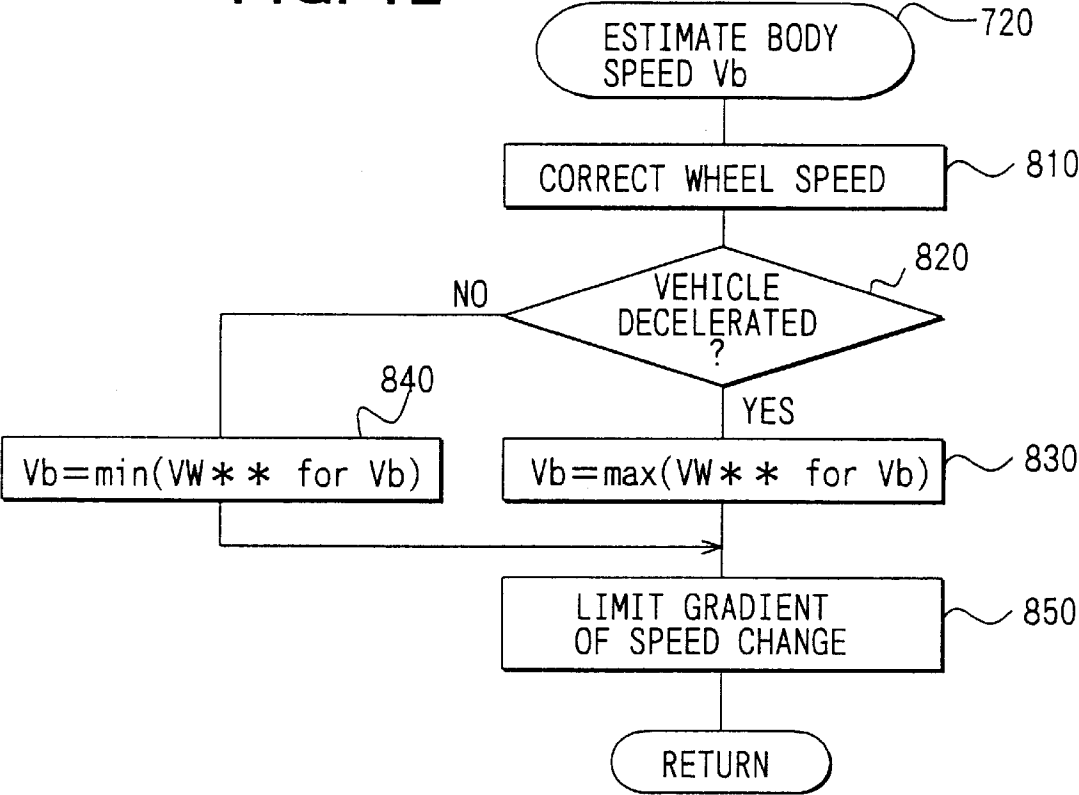 720
ESTIMATE BODY
SPEED Vb
CORRECT WHEEL SPEED
810
820
NO
VEHICLE
DECELERATED
?
840
YES
Vb=min(VW** for Vb)
Vb=max(VW** for Vb)
830
LIMIT GRADIENT
OF SPEED CHANGE
850
RETURN